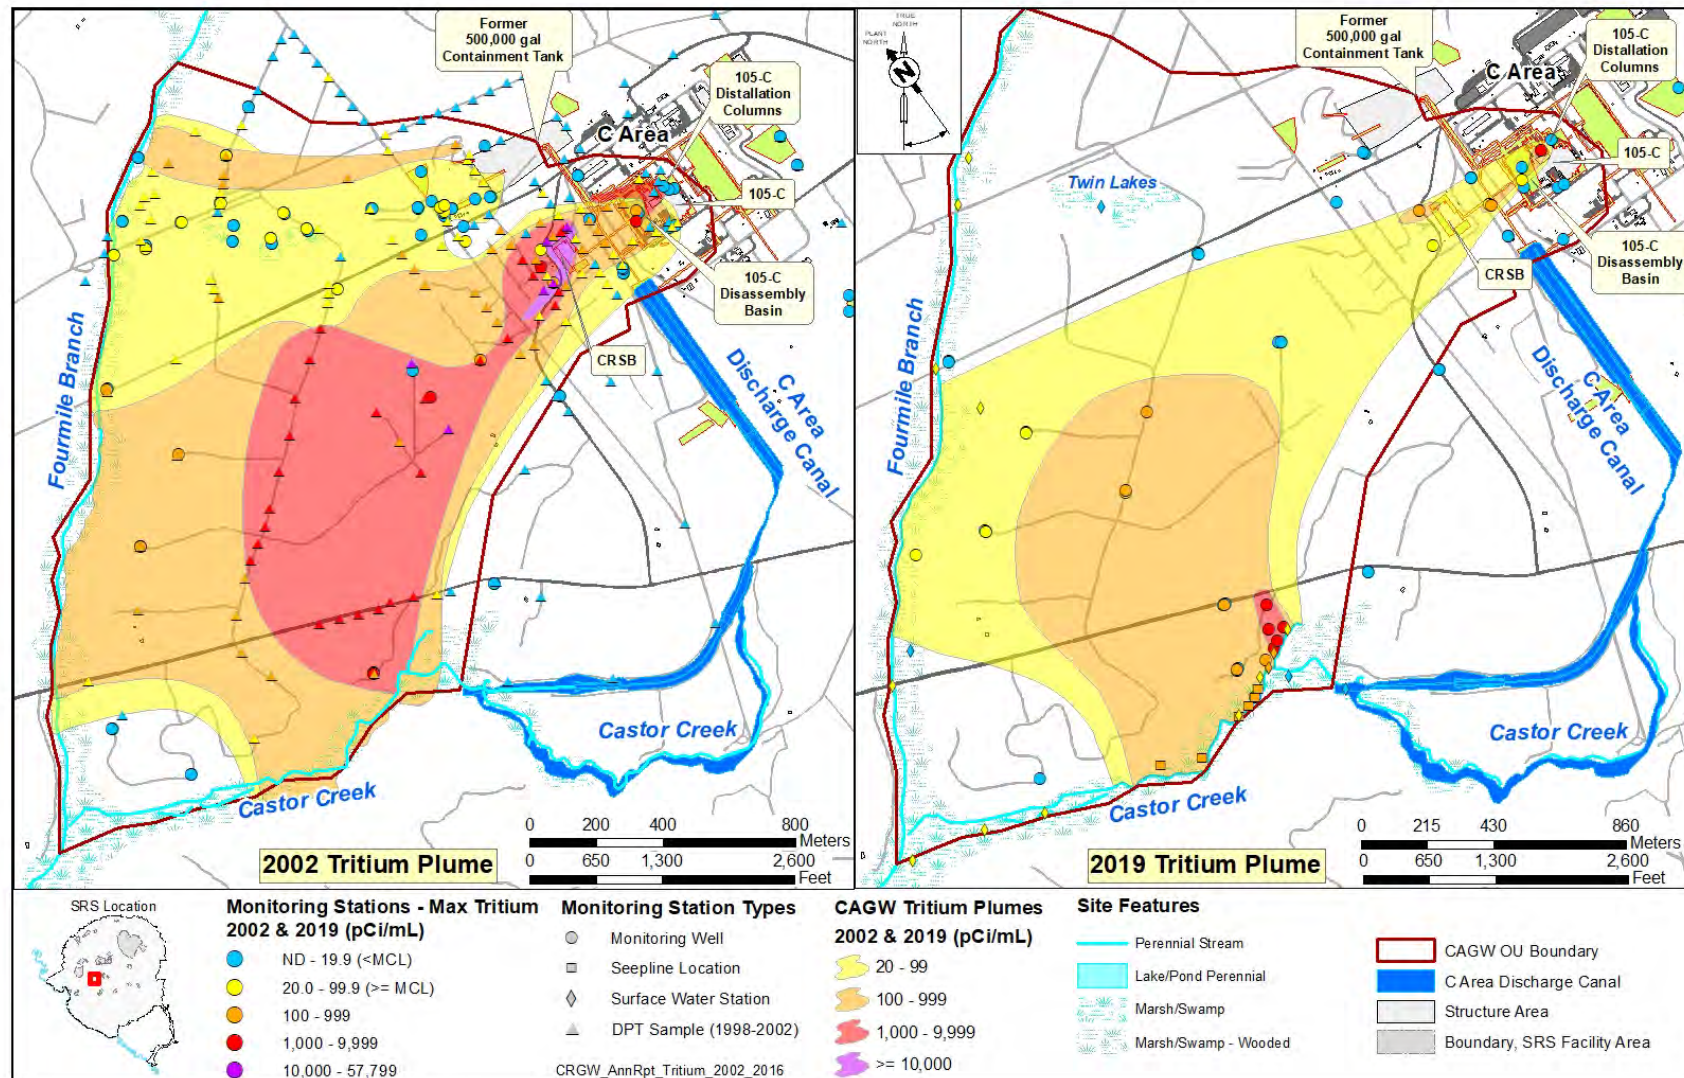 Former
500,000 gal
Containment Tank
105-C
Distallation
Columns
C Area
105-C
105-C
Disassembly
Basin
CRSB
Fourmile Branch
C Area
Discharge Canal
Castor Creek
Castor Creek
2002 Tritium Plume
0 200 400 800
Meters
0 650 1,300 2,600
Feet
TRUE
NORTH
PLANT
NORTH
N
Former
500,000 gal
Containment Tank
105-C
Distallation
Columns
C Area
105-C
Twin Lakes
105-C
Disassembly
Basin
CRSB
Fourmile Branch
C Area
Discharge Canal
Castor Creek
Castor Creek
2019 Tritium Plume
0 215 430 860
Meters
0 650 1,300 2,600
Feet
SRS Location
Monitoring Stations - Max Tritium
2002 & 2019 (pCi/mL)
ND - 19.9 (<MCL)
20.0 - 99.9 (>= MCL)
100 - 999
1,000 - 9,999
10,000 - 57,799
Monitoring Station Types
Monitoring Well
Seepline Location
Surface Water Station
DPT Sample (1998-2002)
CRGW_AnnRpt_Tritium_2002_2016
CAGW Tritium Plumes
2002 & 2019 (pCi/mL)
20 - 99
100 - 999
1,000 - 9,999
>= 10,000
Site Features
Perennial Stream
Lake/Pond Perennial
Marsh/Swamp
Marsh/Swamp - Wooded
CAGW OU Boundary
C Area Discharge Canal
Structure Area
Boundary, SRS Facility Area